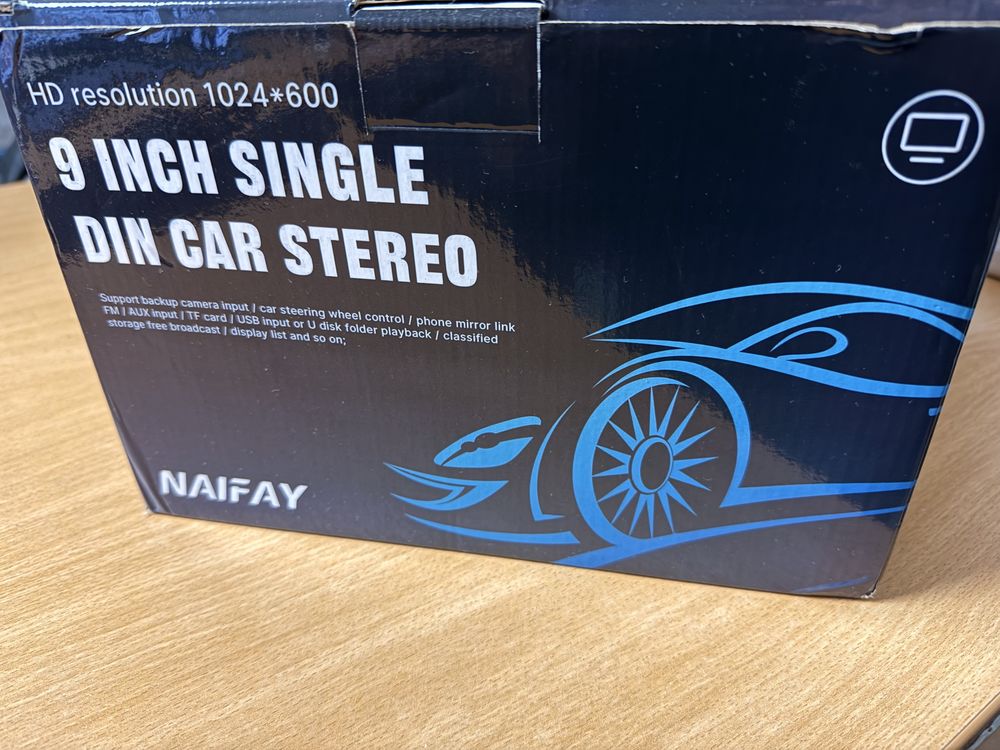 HD resolution 1024*600
9 INCH SINGLE
DIN CAR STEREO
Support backup camera input / car steering wheel control / phone mirror link
FM / AUX input / TF card / USB input or U disk folder playback / classified
storage free broadcast / display list and so on;
NAIFAY